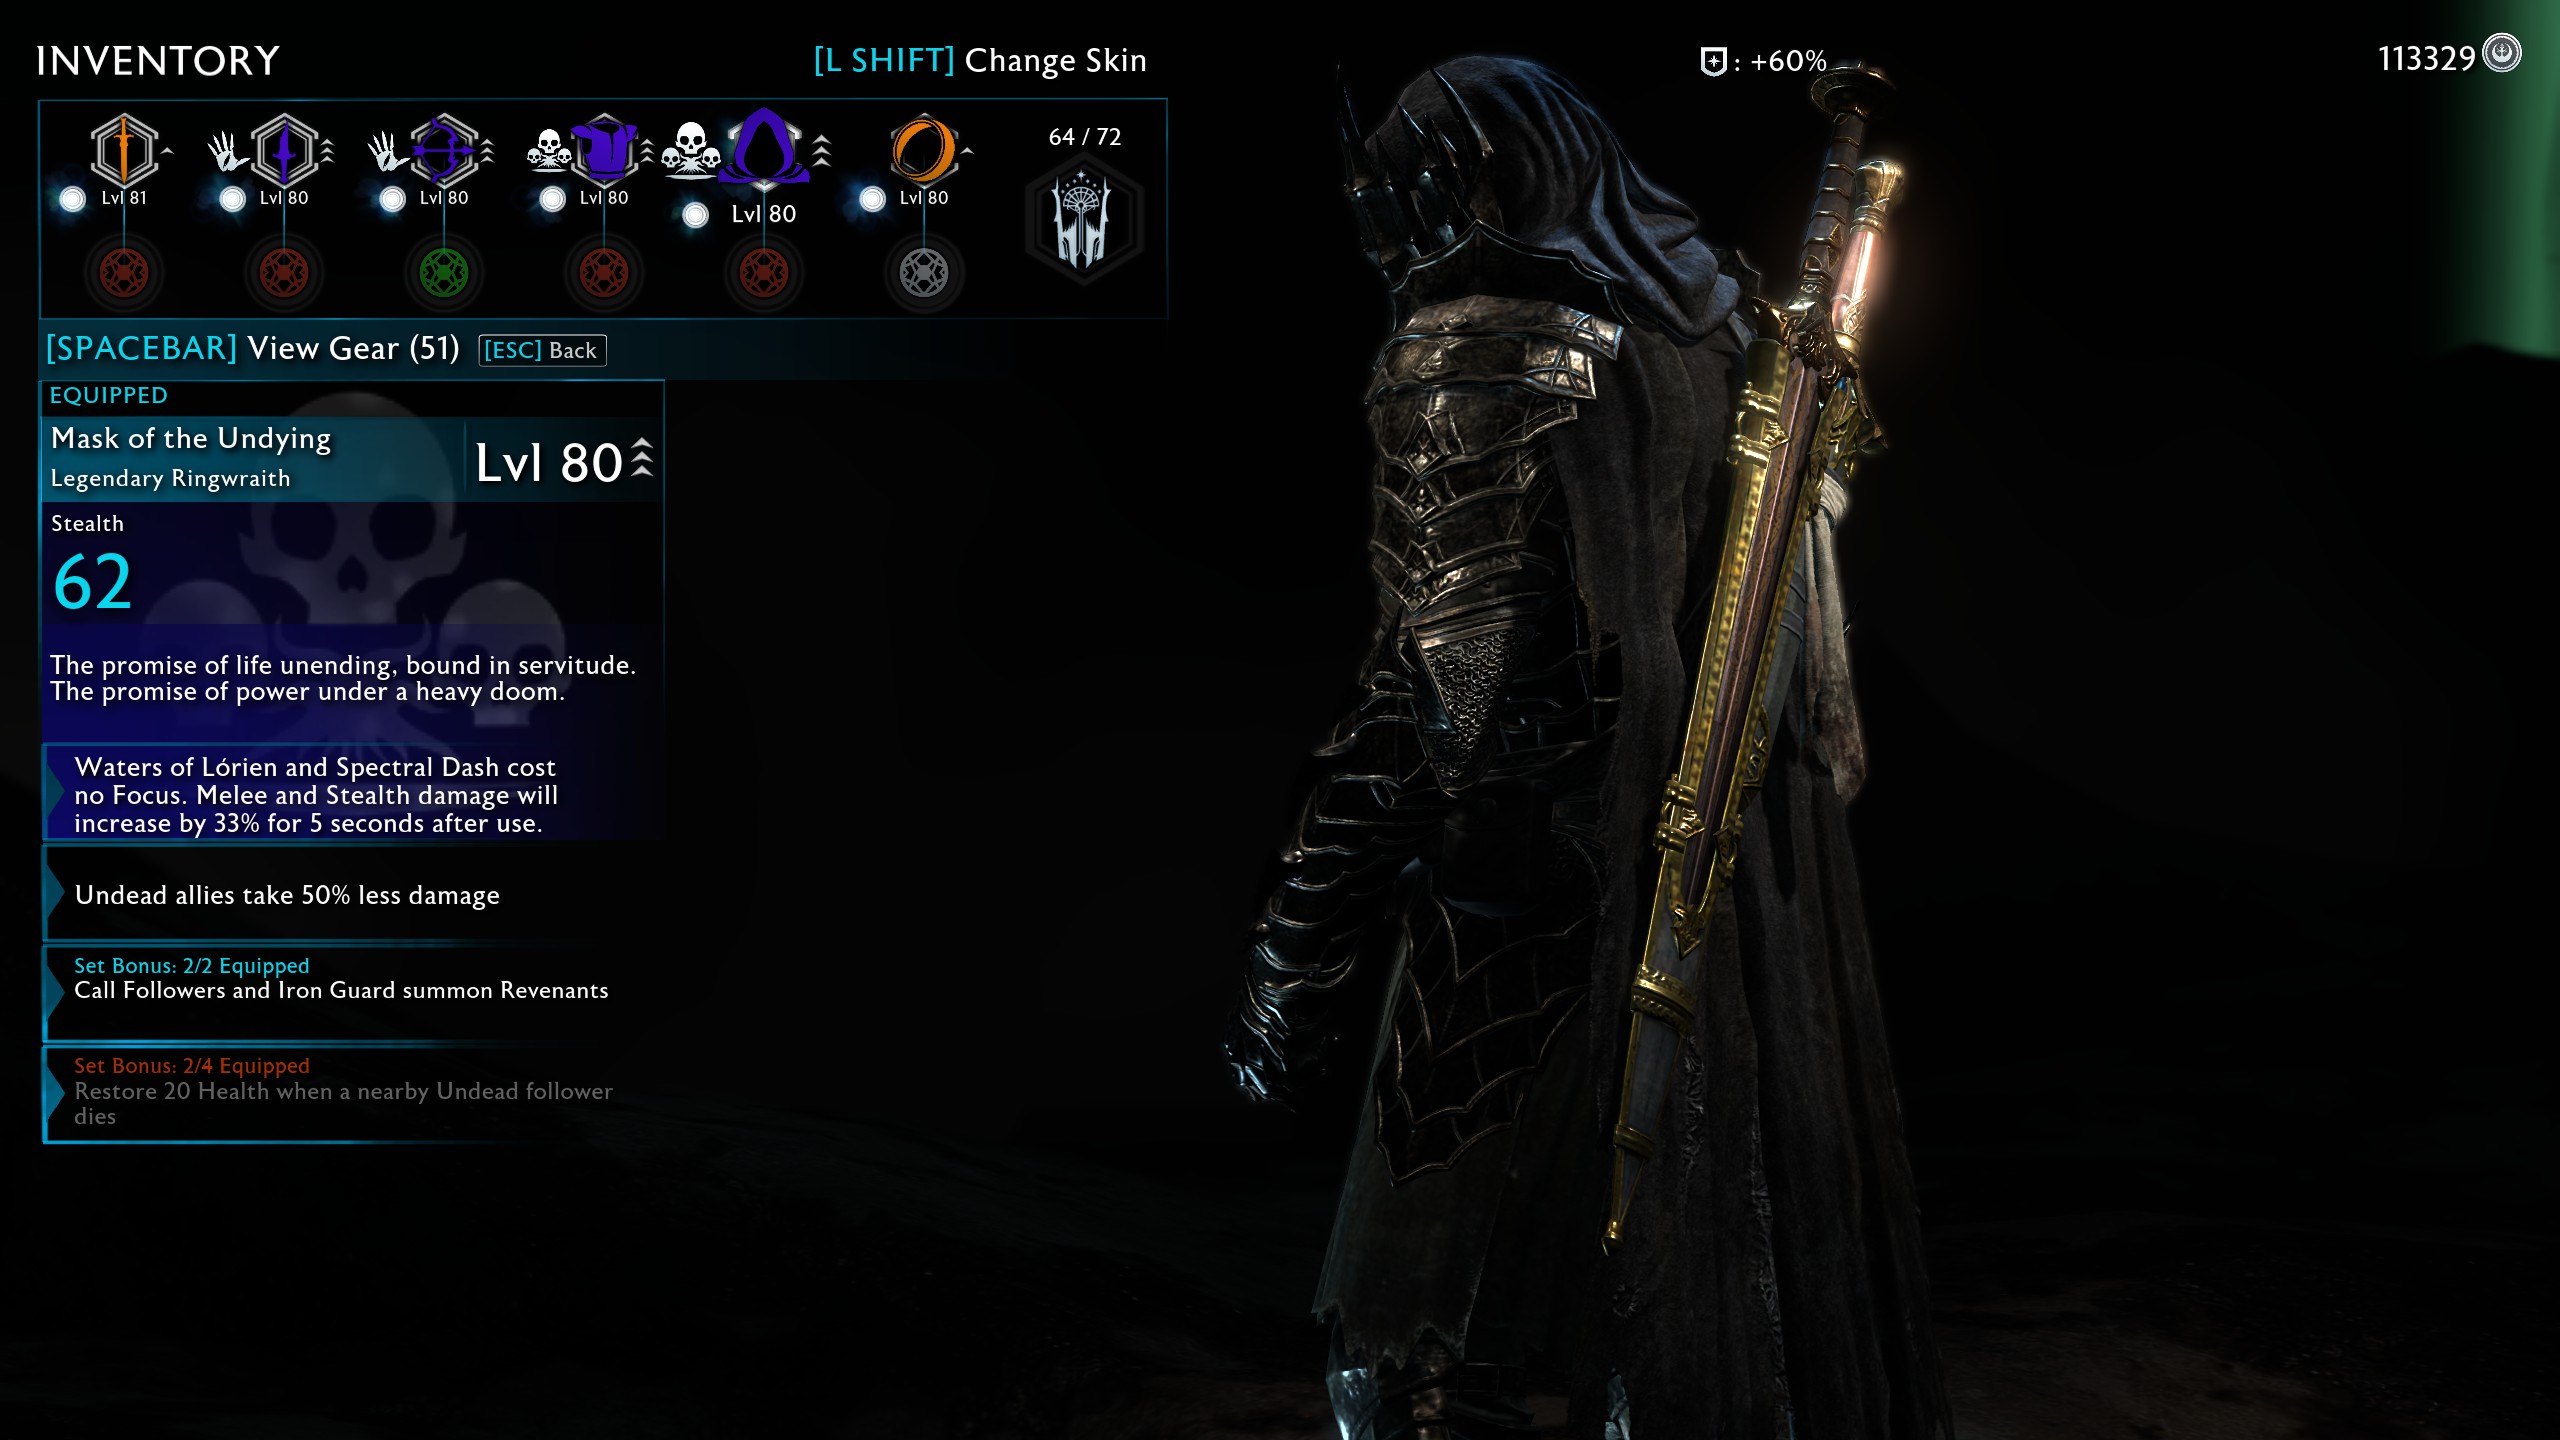 INVENTORY
[L SHIFT] Change Skin
: +60%
113329
64 / 72
Lvl 81
Lvl 80
Lvl 80
Lvl 80
Lvl 80
Lvl 80
[SPACEBAR] View Gear (51) [ESC] Back
EQUIPPED
Mask of the Undying
Legendary Ringwraith
Lvl 80
Stealth
62
The promise of life unending, bound in servitude.
The promise of power under a heavy doom.
Waters of Lórien and Spectral Dash cost
no Focus. Melee and Stealth damage will
increase by 33% for 5 seconds after use.
Undead allies take 50% less damage
Set Bonus: 2/2 Equipped
Call Followers and Iron Guard summon Revenants
Set Bonus: 2/4 Equipped
Restore 20 Health when a nearby Undead follower
dies